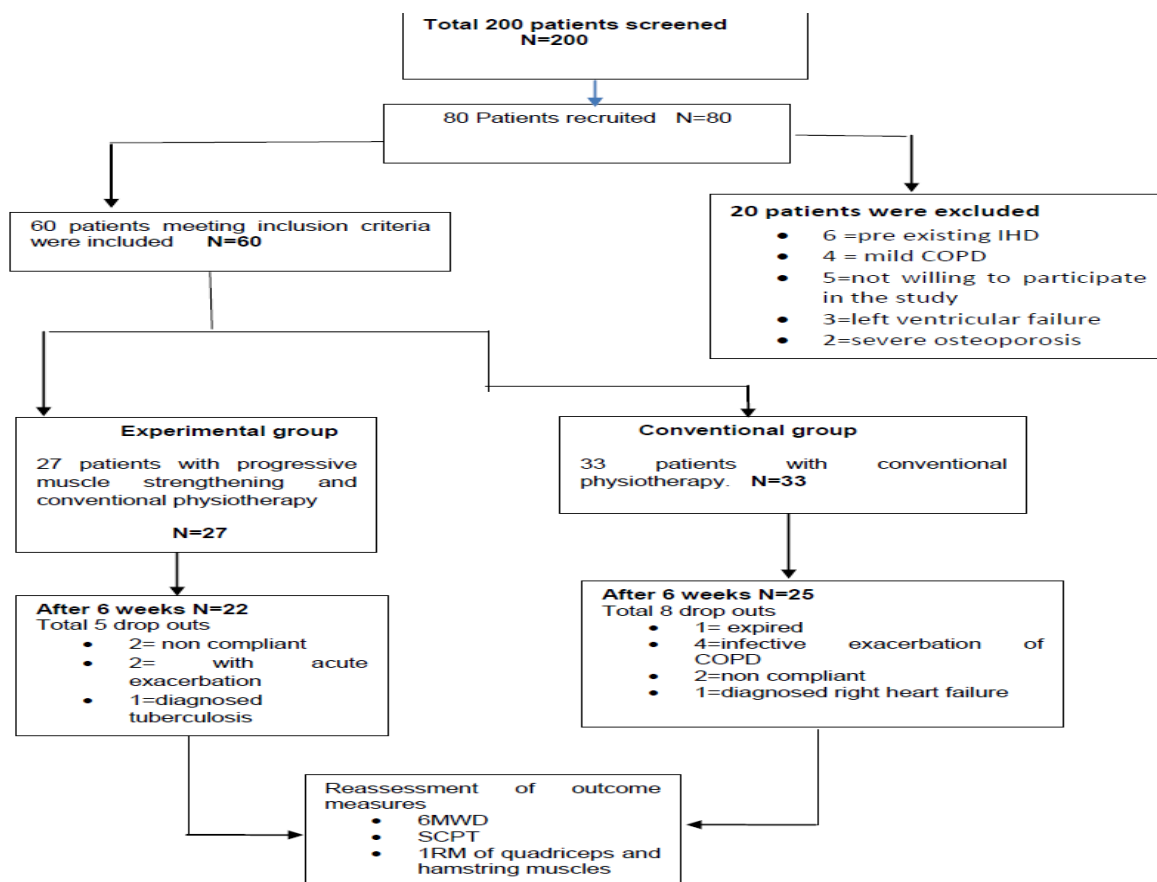 Total 200 patients screened
N=200
80 Patients recruited N=80
60 patients meeting inclusion criteria
were included N=60
20 patients were excluded
• 6 =pre existing IHD
• 4 = mild COPD
• 5=not willing to participate
in the study
• 3=left ventricular failure
• 2=severe osteoporosis
Experimental group
27 patients with progressive
muscle strengthening and
conventional physiotherapy
N=27
Conventional group
33 patients with conventional
physiotherapy. N=33
After 6 weeks N=22
Total 5 drop outs
• 2= non compliant
• 2= with acute
exacerbation
• 1=diagnosed
tuberculosis
After 6 weeks N=25
Total 8 drop outs
• 1= expired
• 4=infective exacerbation of
COPD
• 2=non compliant
• 1=diagnosed right heart failure
Reassessment of outcome
measures
• 6MWD
• SCPT
• 1RM of quadriceps and
hamstring muscles